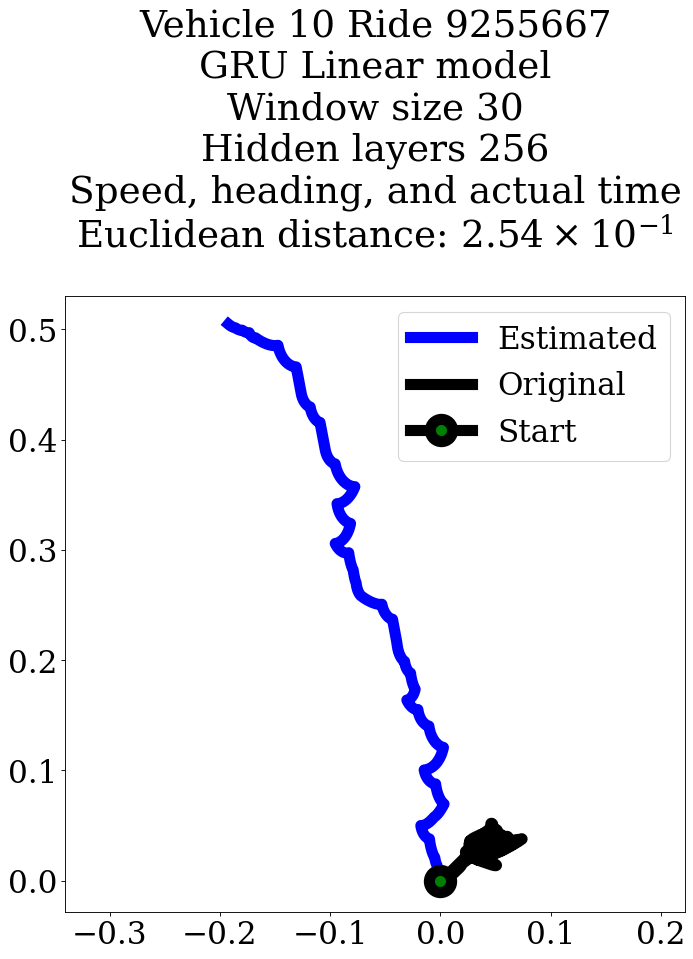 Vehicle 10 Ride 9255667
GRU Linear model
Window size 30
Hidden layers 256
Speed, heading, and actual time
Euclidean distance: 2.54 × 10⁻¹
Estimated
Original
Start
0.5
0.4
0.3
0.2
0.1
0.0
−0.3 −0.2 −0.1 0.0 0.1 0.2